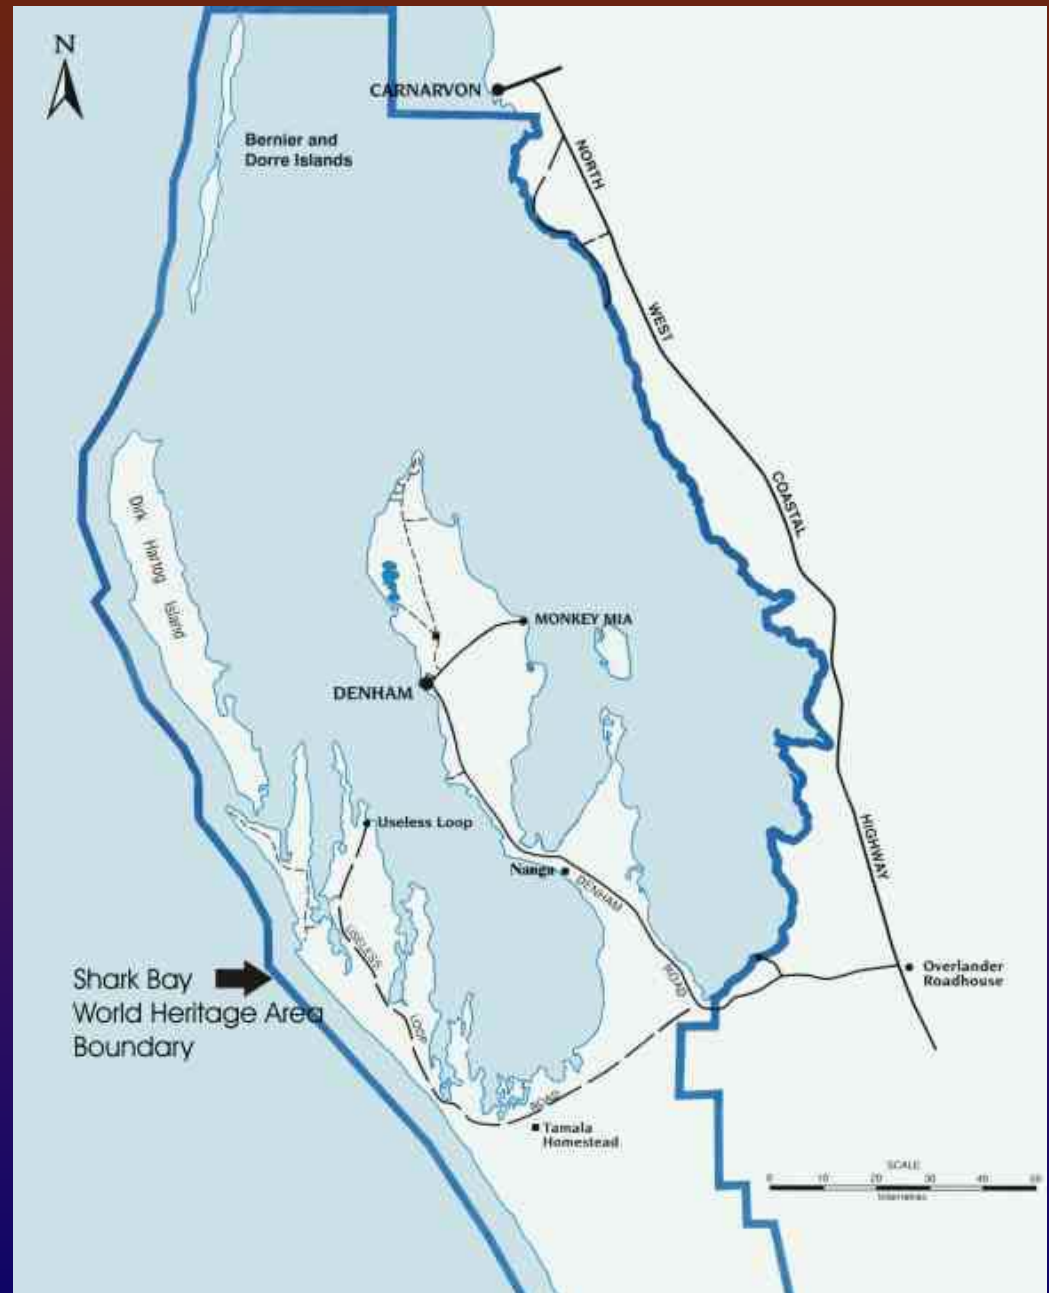 N
CARNARVON
Bernier and
Dorre Islands
NORTH
WEST
COASTAL
Dirk
Hartog
Island
MONKEY MIA
DENHAM
Useless Loop
HIGHWAY
Nanga
DENHAM
USELESS
ROAD
Overlander
Roadhouse
Shark Bay
World Heritage Area
Boundary
LOOP
ROAD
Tamala
Homestead
SCALE
0 10 20 30 40 50
kilometres